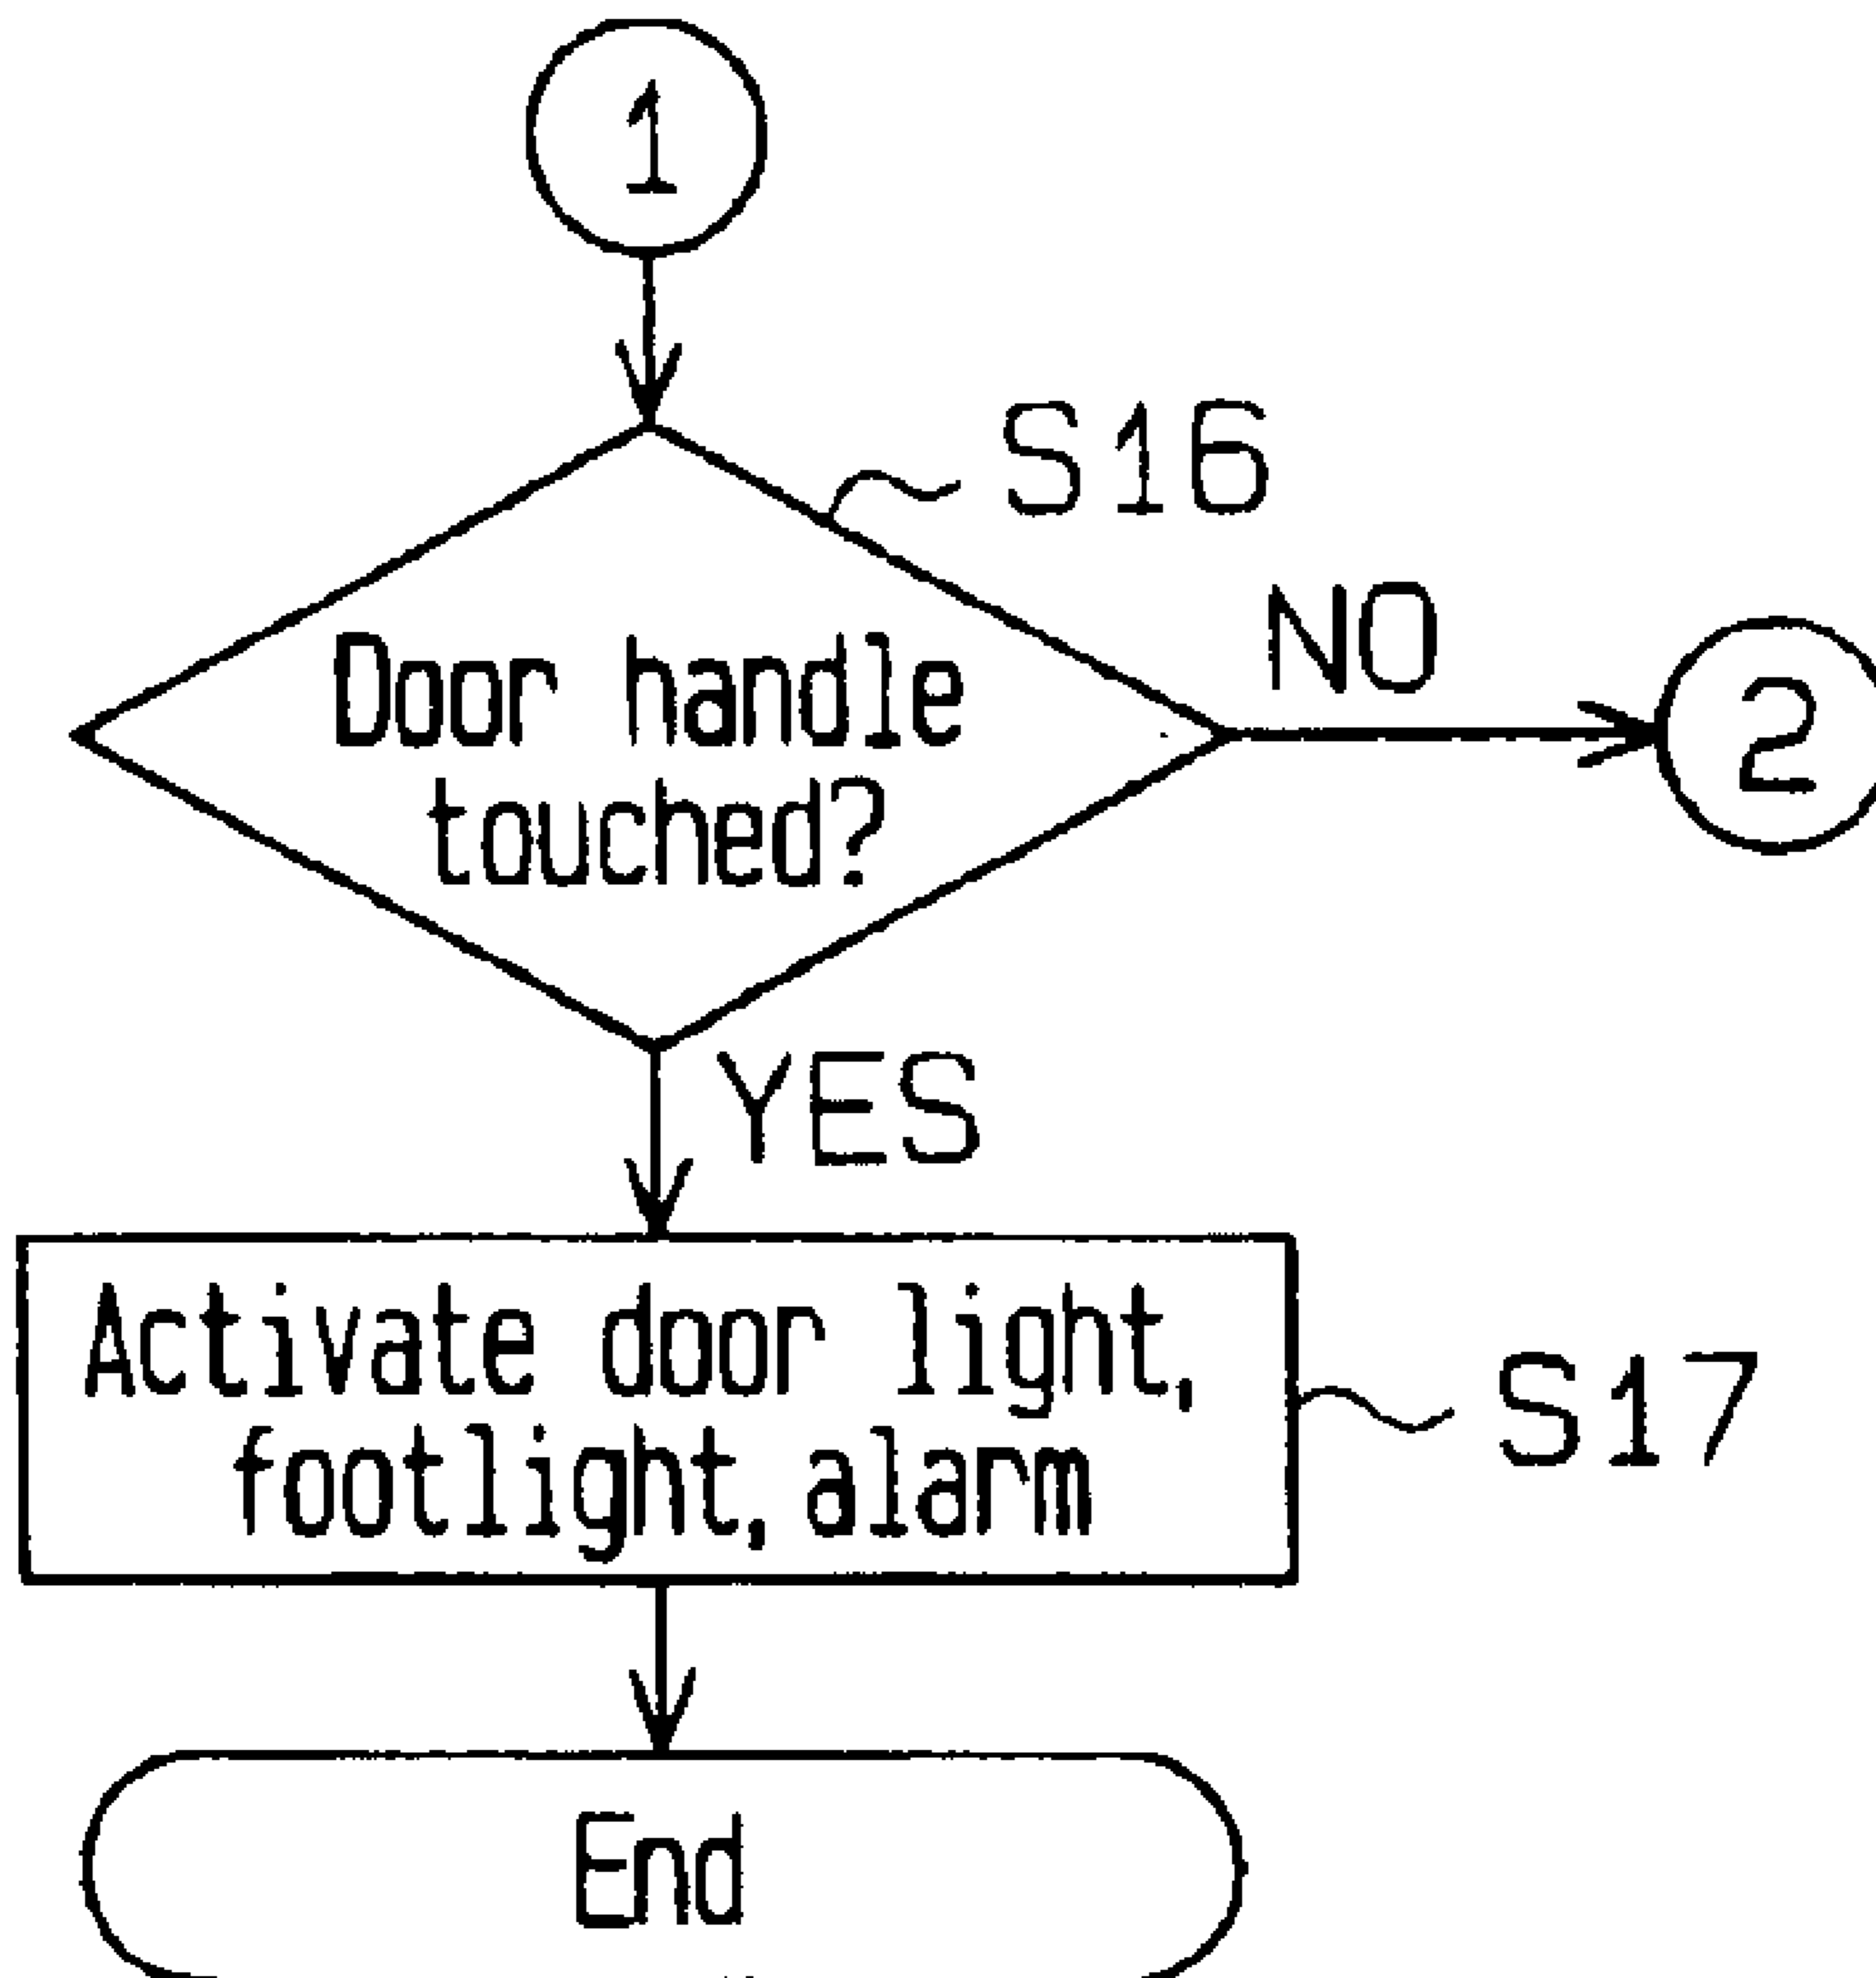 1
S16
NO
Door handle
touched?
2
YES
Activate door light,
footlight, alarm
S17
End